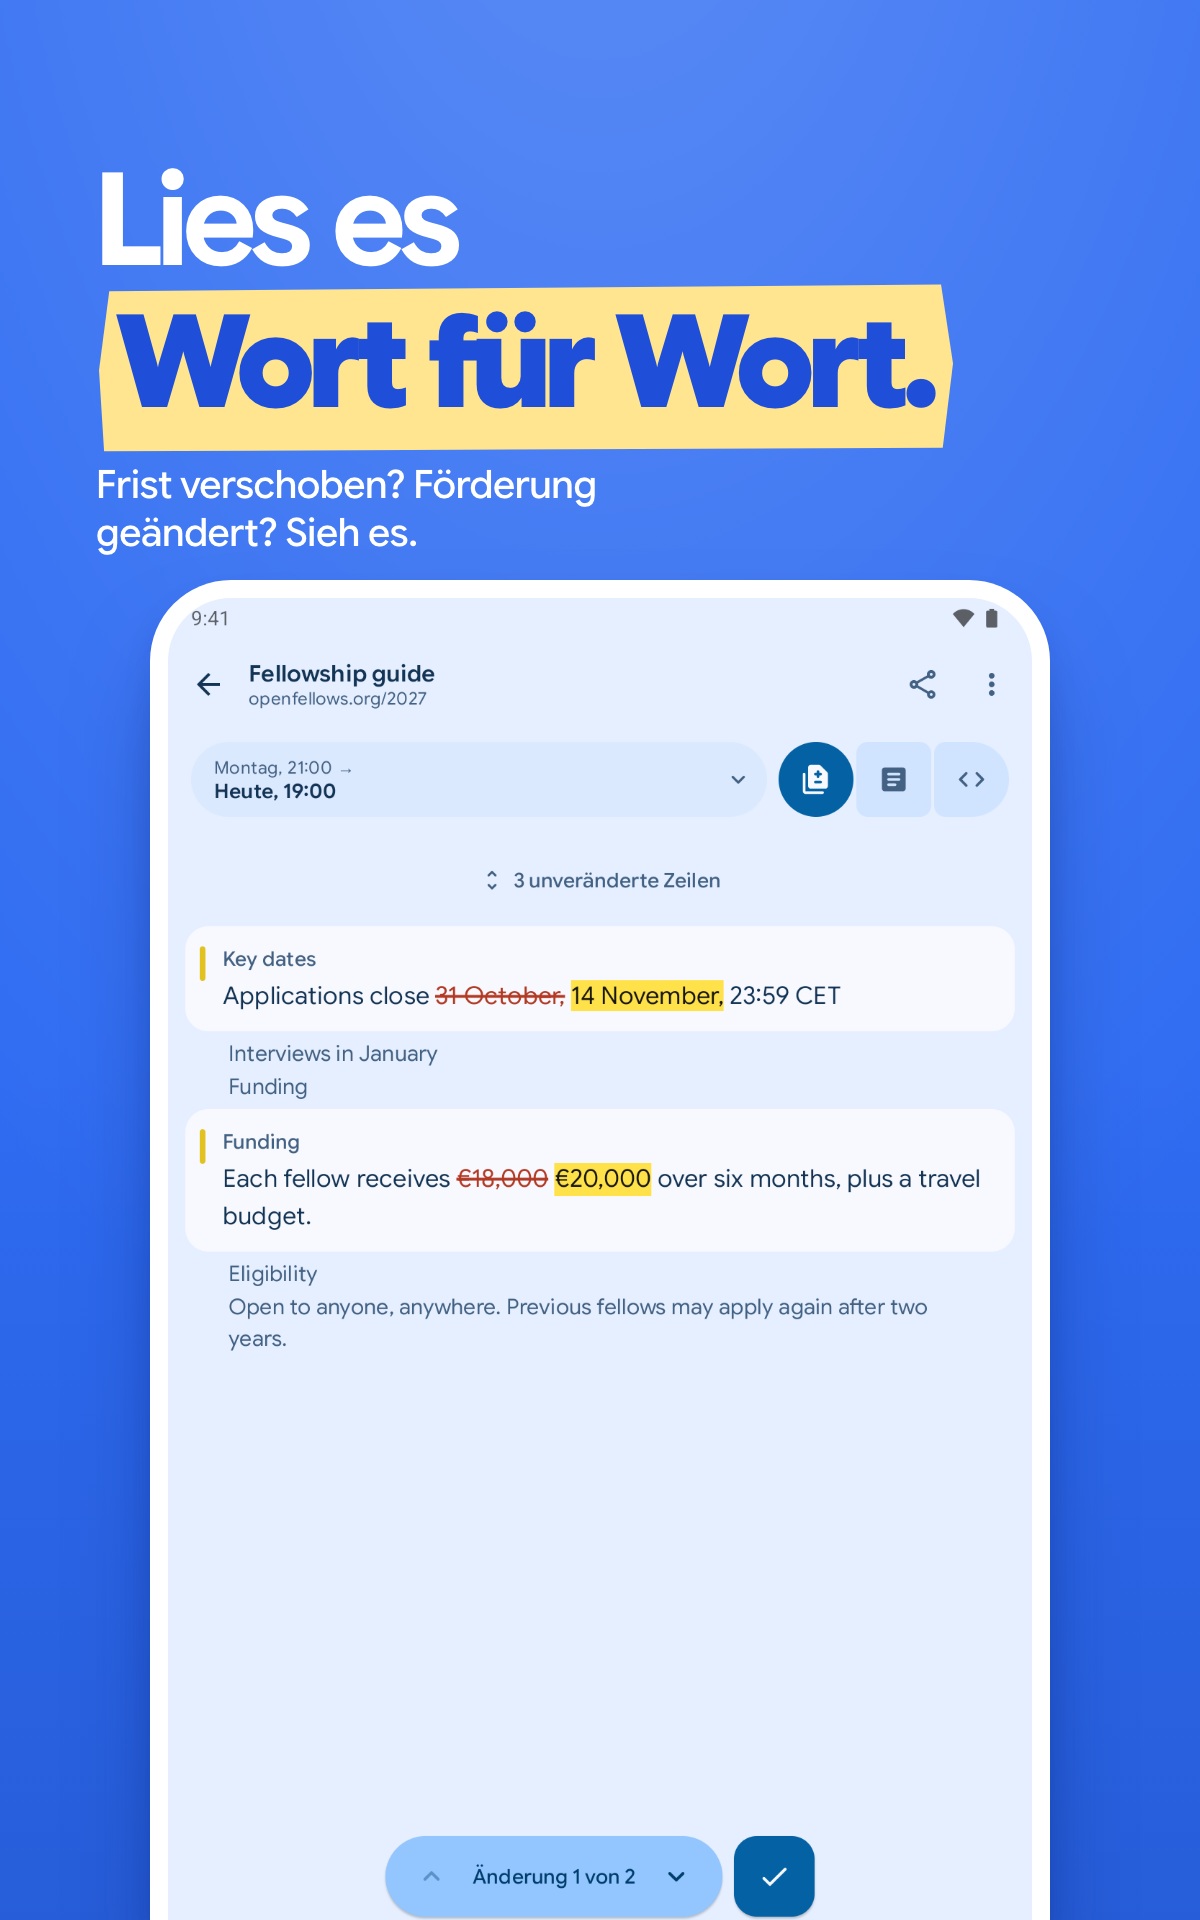 Lies es
Wort für Wort.
Frist verschoben? Förderung
geändert? Sieh es.
9:41
Fellowship guide
openfellows.org/2027
Montag, 21:00 →
Heute, 19:00
3 unveränderte Zeilen
Key dates
Applications close 31 October, 14 November, 23:59 CET
Interviews in January
Funding
Funding
Each fellow receives €18,000 €20,000 over six months, plus a travel
budget.
Eligibility
Open to anyone, anywhere. Previous fellows may apply again after two
years.
Änderung 1 von 2